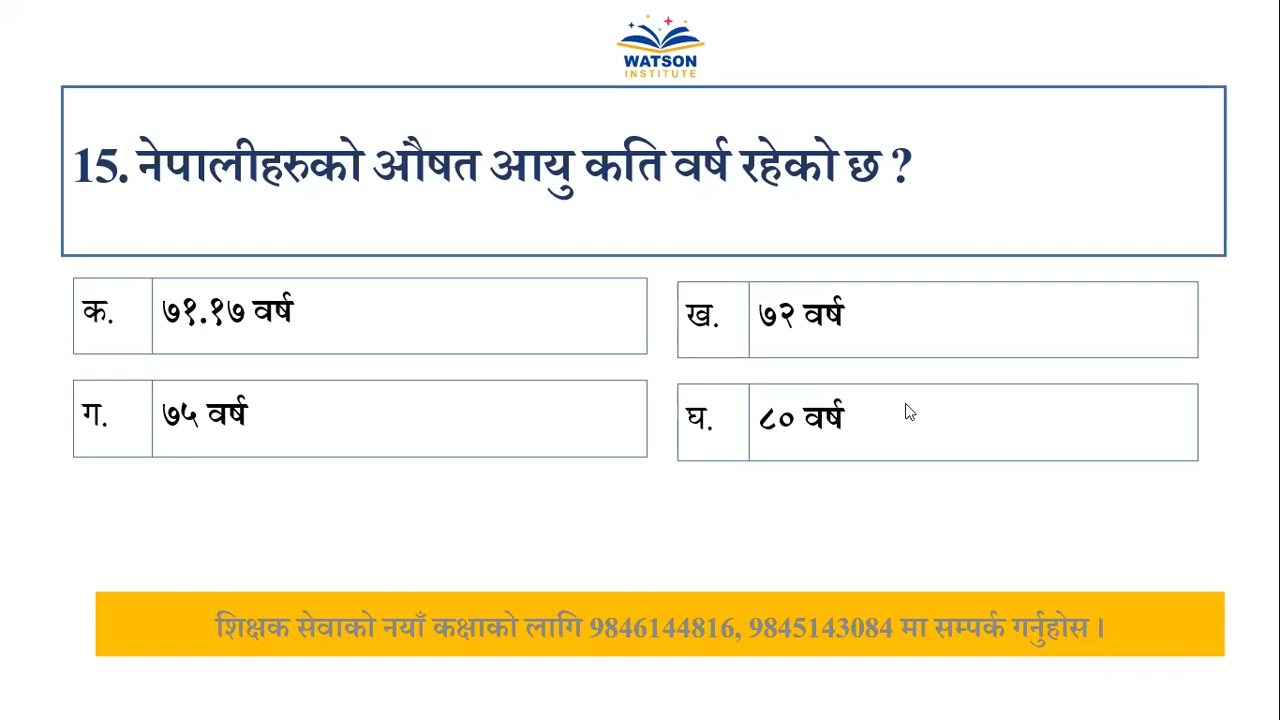 WATSON
INSTITUTE
15. नेपालीहरुको औषत आयु कति वर्ष रहेको छ ?
क. ७१.१७ वर्ष
ख. ७२ वर्ष
ग. ७५ वर्ष
घ. ८० वर्ष
शिक्षक सेवाको नयाँ कक्षाको लागि 9846144816, 9845143084 मा सम्पर्क गर्नुहोस ।